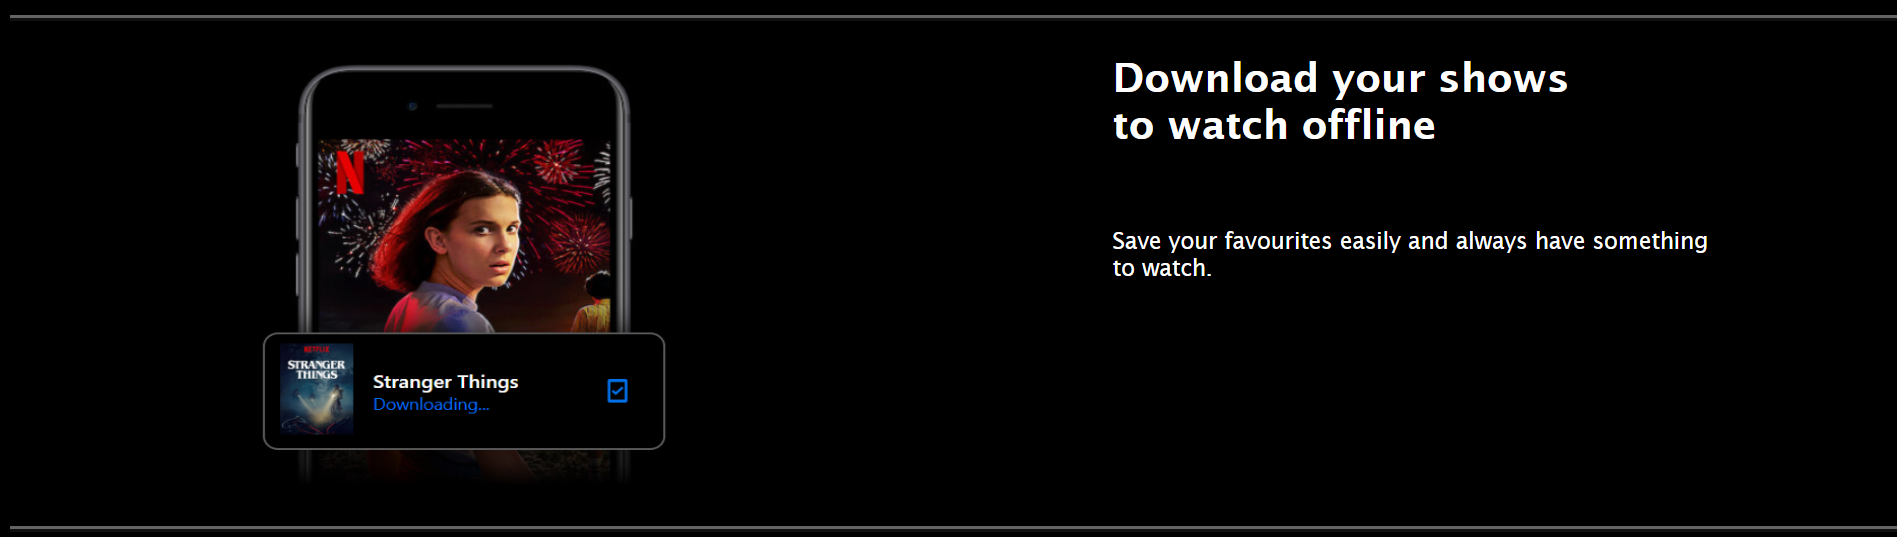 Download your shows
to watch offline
Save your favourites easily and always have something
to watch.
N
NETFLIX
STRANGER
THINGS
Stranger Things
Downloading...